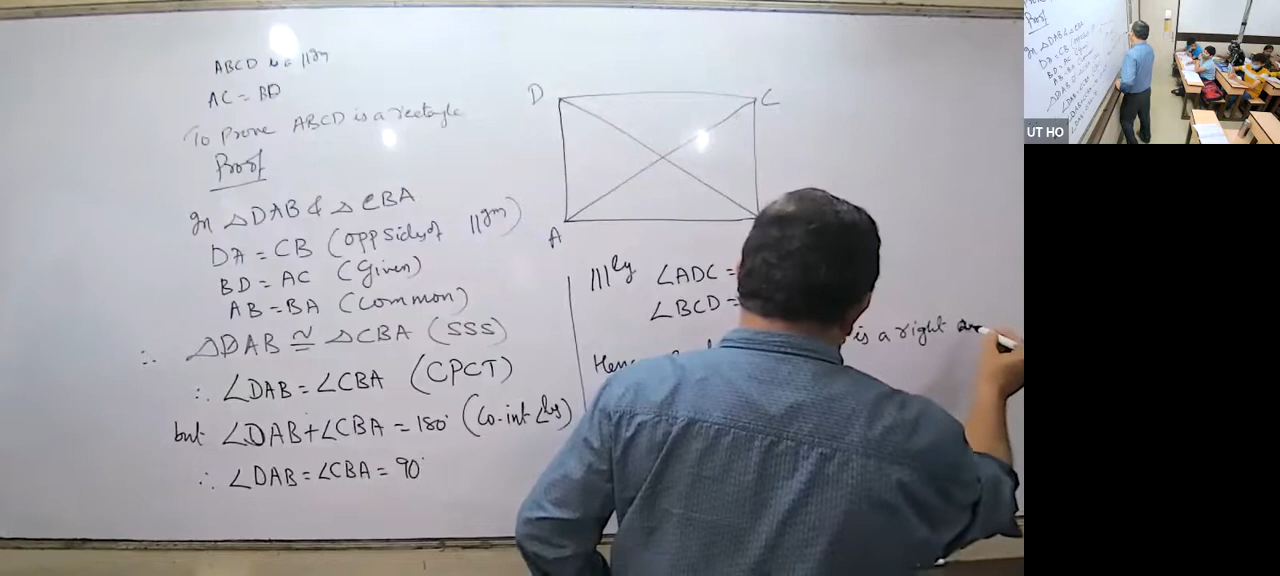 ABCD is a ||gm
AC = BD
To prove ABCD is a rectangle
Proof
In △DAB & △CBA
DA = CB (opp sides of ||gm)
BD = AC (Given)
AB = BA (Common)
∴ △DAB ≅ △CBA (SSS)
∴ ∠DAB = ∠CBA (CPCT)
but ∠DAB + ∠CBA = 180° (Co-int ∠s)
∴ ∠DAB = ∠CBA = 90°
D
C
A
|||ly ∠ADC =
∠BCD =
is a right
UT HO